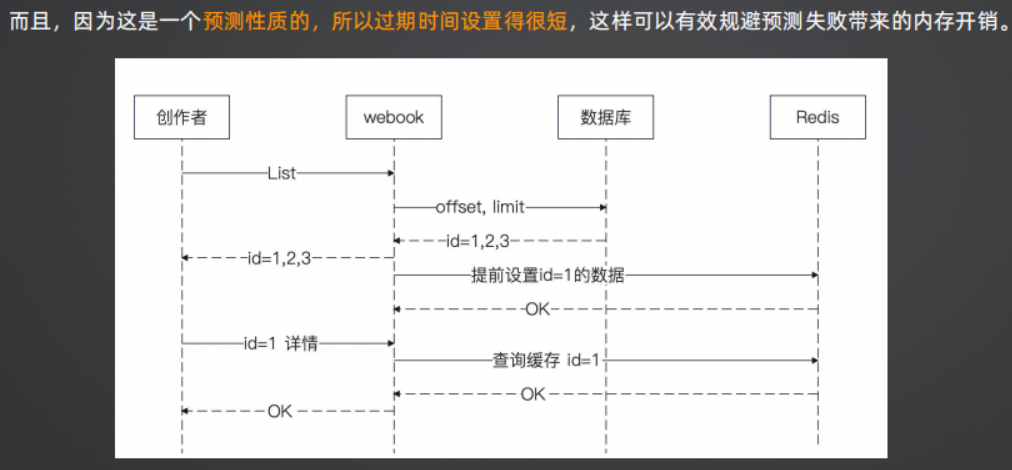 而且，因为这是一个预测性质的，所以过期时间设置得很短，这样可以有效规避预测失败带来的内存开销。
创作者 webook 数据库 Redis
List
offset, limit
id=1,2,3
id=1,2,3
提前设置id=1的数据
OK
id=1 详情
查询缓存 id=1
OK
OK